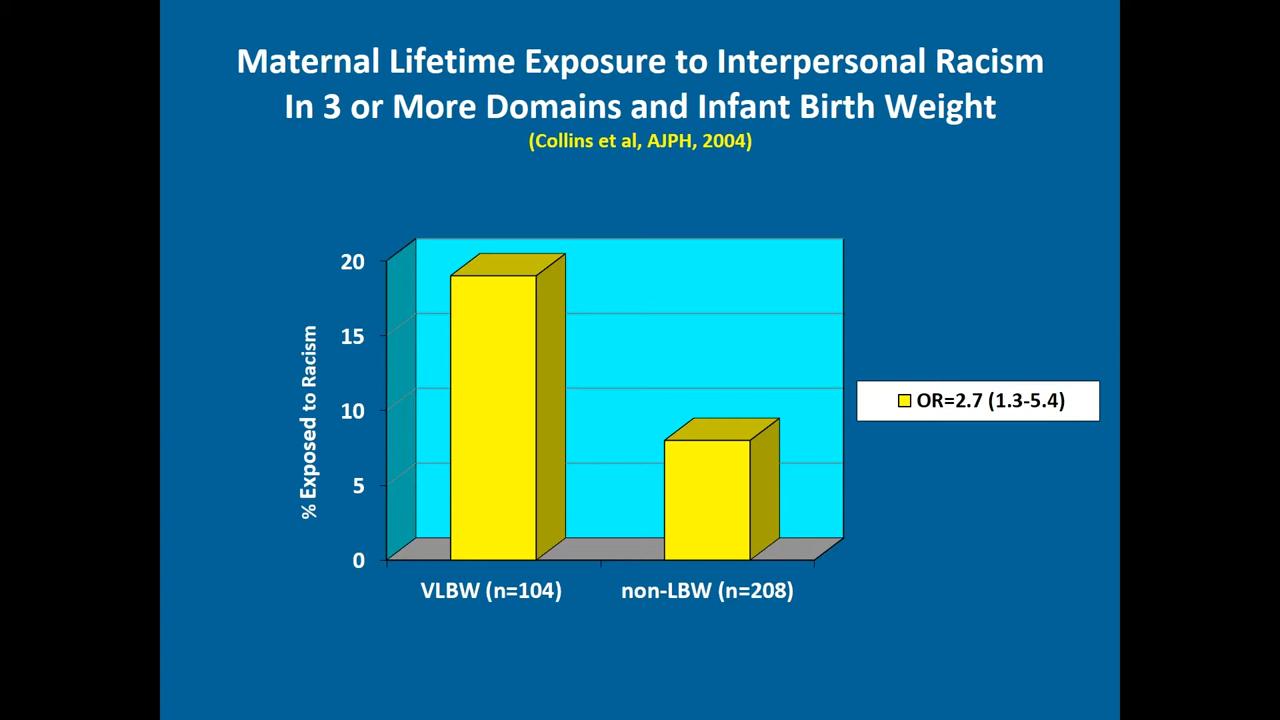 Maternal Lifetime Exposure to Interpersonal Racism
In 3 or More Domains and Infant Birth Weight
(Collins et al, AJPH, 2004)
20
15
10
5
0
% Exposed to Racism
VLBW (n=104)
non-LBW (n=208)
OR=2.7 (1.3-5.4)